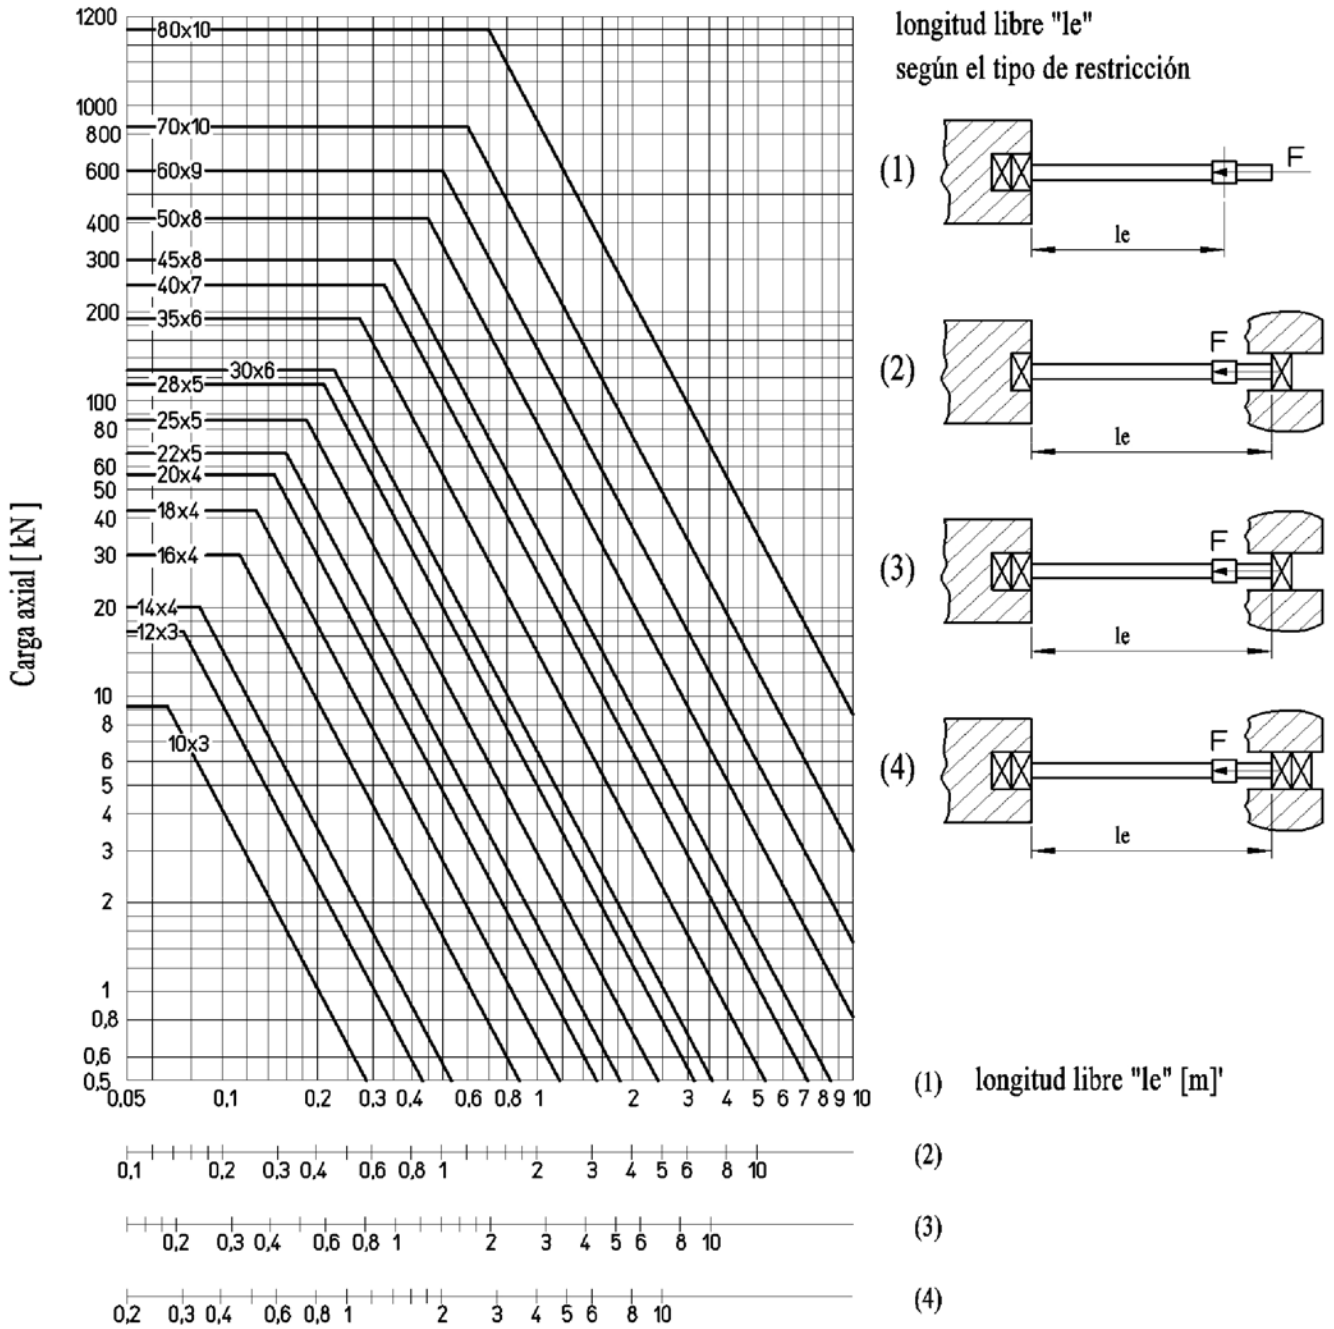 longitud libre "le"
según el tipo de restricción
Carga axial [ kN ]
1200
1000
800
600
400
300
200
100
80
60
50
40
30
20
10
8
6
5
4
3
2
1
0,8
0,6
0,5
80x10
70x10
60x9
50x8
45x8
40x7
35x6
30x6
28x5
25x5
22x5
20x4
18x4
16x4
14x4
12x3
10x3
(1) F
le
(2) F
le
(3) F
le
(4) F
le
0,05 0,1 0,2 0,3 0,4 0,6 0,8 1 2 3 4 5 6 7 8 9 10
(1) longitud libre "le" [m]'
0,1 0,2 0,3 0,4 0,6 0,8 1 2 3 4 5 6 8 10
(2)
0,2 0,3 0,4 0,6 0,8 1 2 3 4 5 6 8 10
(3)
0,2 0,3 0,4 0,6 0,8 1 2 3 4 5 6 8 10
(4)